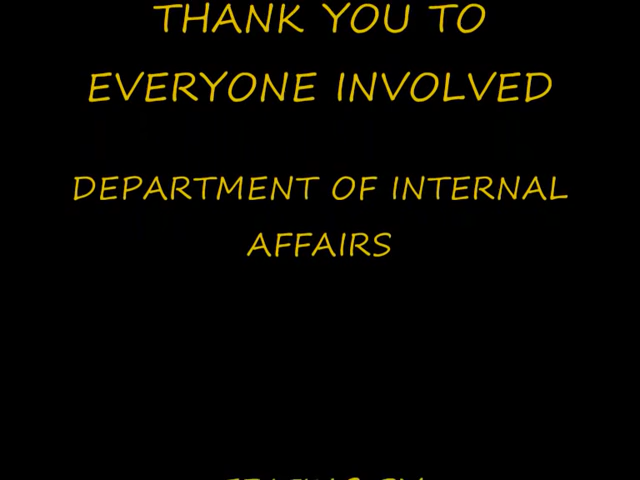 THANK YOU TO
EVERYONE INVOLVED
DEPARTMENT OF INTERNAL
AFFAIRS